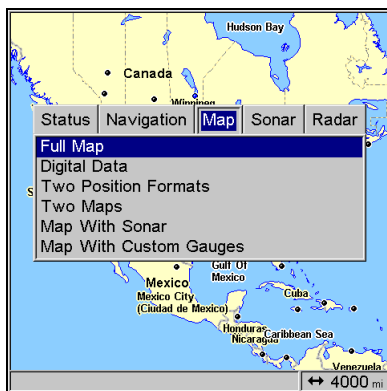 Hudson Bay
Canada
Winnipeg
Status Navigation Map Sonar Radar
Full Map
Digital Data
Two Position Formats
Two Maps
Map With Sonar
Map With Custom Gauges
Gulf Of
Mexico
Mexico
Mexico City
(Ciudad de Mexico)
Cuba
Honduras
Caribbean Sea
Nicaragua
Venezuela
↔ 4000 mi